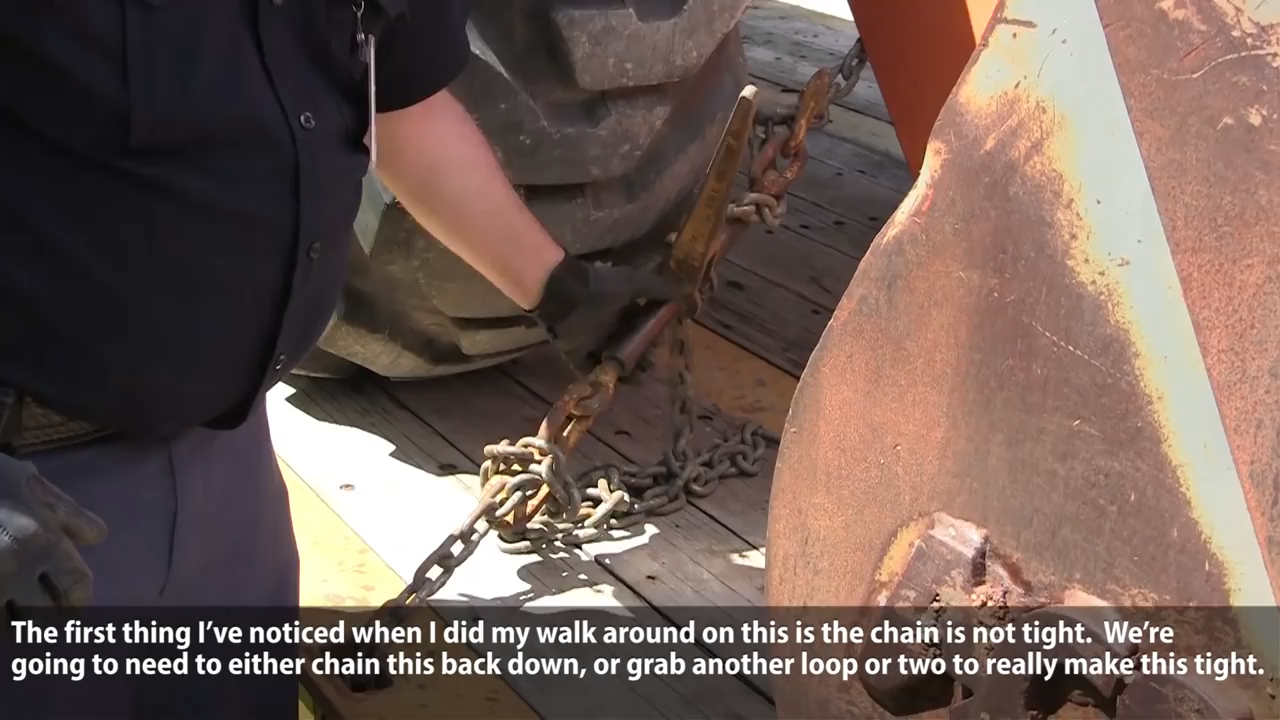 The first thing I've noticed when I did my walk around on this is the chain is not tight.  We're
going to need to either chain this back down, or grab another loop or two to really make this tight.